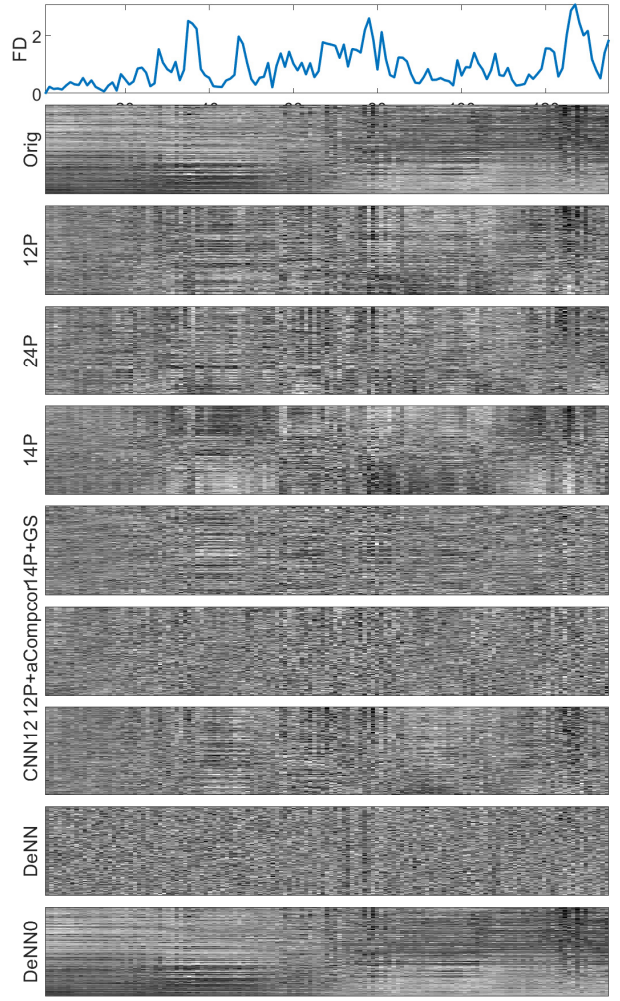 FD
2
0
Orig
12P
24P
14P
14P+GS
12P+aCompcor
CNN12
DeNN
DeNN0